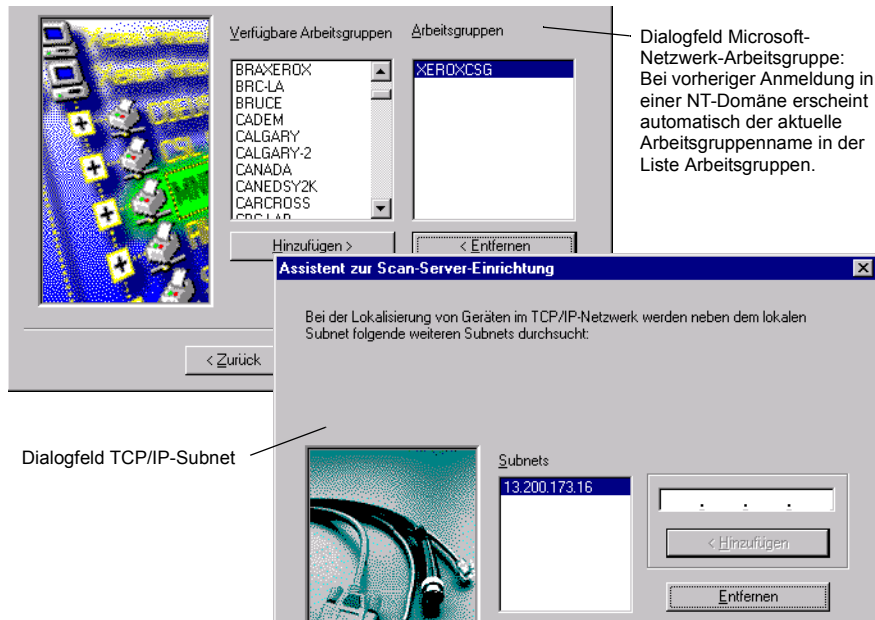 Verfügbare Arbeitsgruppen
BRAXEROX
BRC-LA
BRUCE
CADEM
CALGARY
CALGARY-2
CANADA
CANEDSY2K
CARCROSS
Hinzufügen >
Arbeitsgruppen
XEROXCSG
< Entfernen
Dialogfeld Microsoft-
Netzwerk-Arbeitsgruppe:
Bei vorheriger Anmeldung in
einer NT-Domäne erscheint
automatisch der aktuelle
Arbeitsgruppenname in der
Liste Arbeitsgruppen.
< Zurück
Assistent zur Scan-Server-Einrichtung
Bei der Lokalisierung von Geräten im TCP/IP-Netzwerk werden neben dem lokalen
Subnet folgende weiteren Subnets durchsucht:
Dialogfeld TCP/IP-Subnet
Subnets
13.200.173.16
. . .
< Hinzufügen
Entfernen